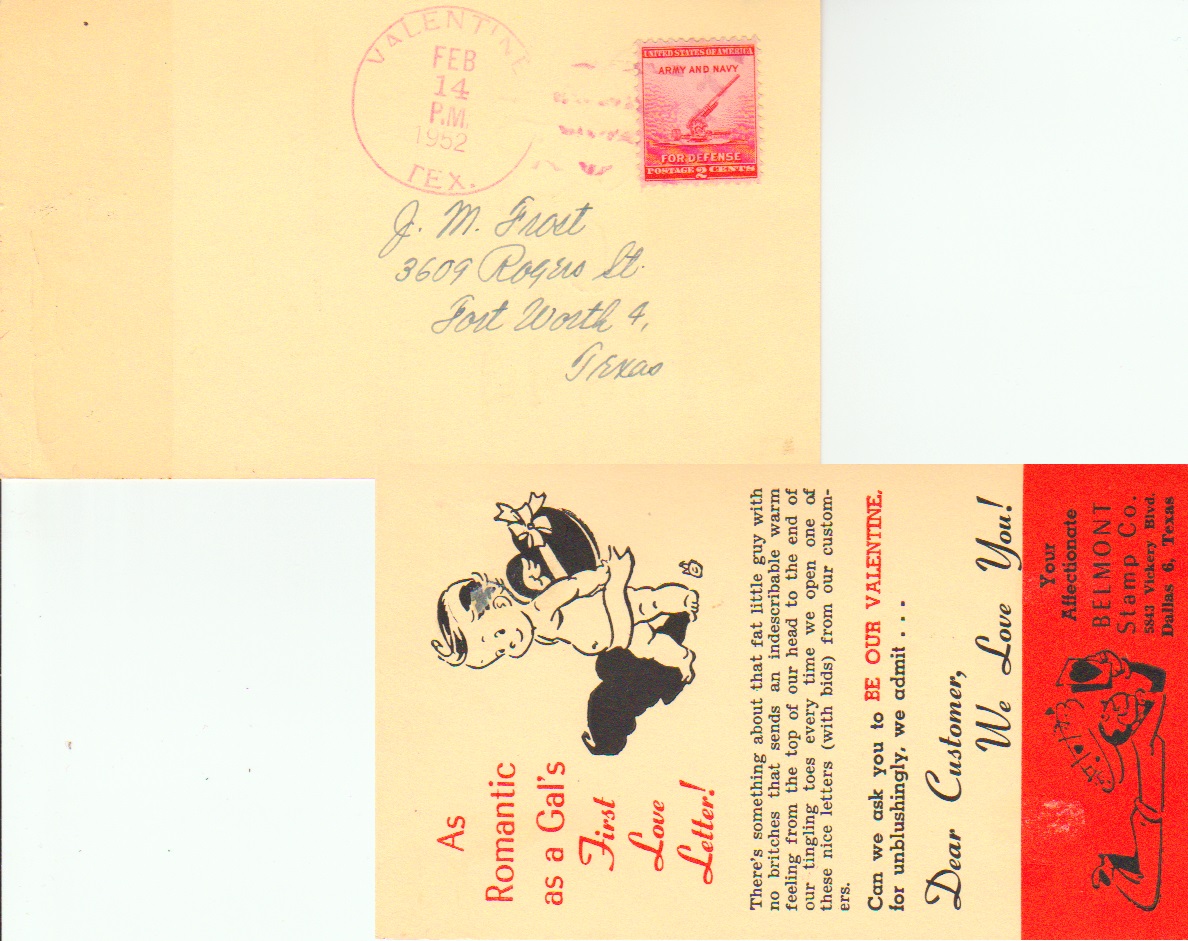 VALENTINE
FEB
14
P.M.
1952
TEX.
UNITED STATES OF AMERICA
ARMY AND NAVY
FOR DEFENSE
POSTAGE 2 CENTS
J. M. Frost
3609 Rogers St.
Fort Worth 4,
Texas
As
Romantic
as a Gal's
First
Love
Letter!
There's something about that fat little guy with
no britches that sends an indescribable warm
feeling from the top of our head to the end of
our tingling toes every time we open one of
these nice letters (with bids) from our custom-
ers.
Can we ask you to BE OUR VALENTINE,
for unblushingly, we admit . . .
Dear Customer,
We Love You!
Your
Affectionate
BELMONT
Stamp Co.
5843 Vickery Blvd.
Dallas 6, Texas